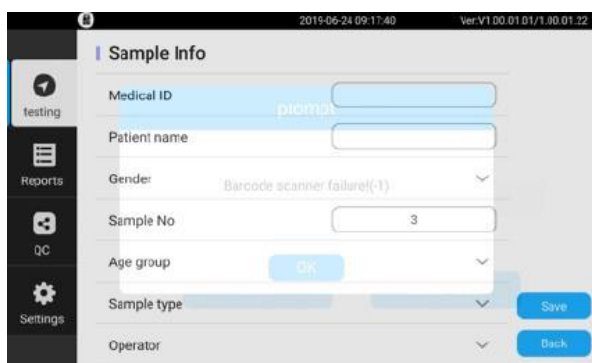 2019-06-24 09:17:40
Ver:V1.00.01.01/1.00.01.22
Sample Info
testing
Reports
QC
Settings
Medical ID
prompt
Patient name
Gender
Barcode scanner failure!(-1)
Sample No
3
Age group
OK
Sample type
Save
Operator
Back